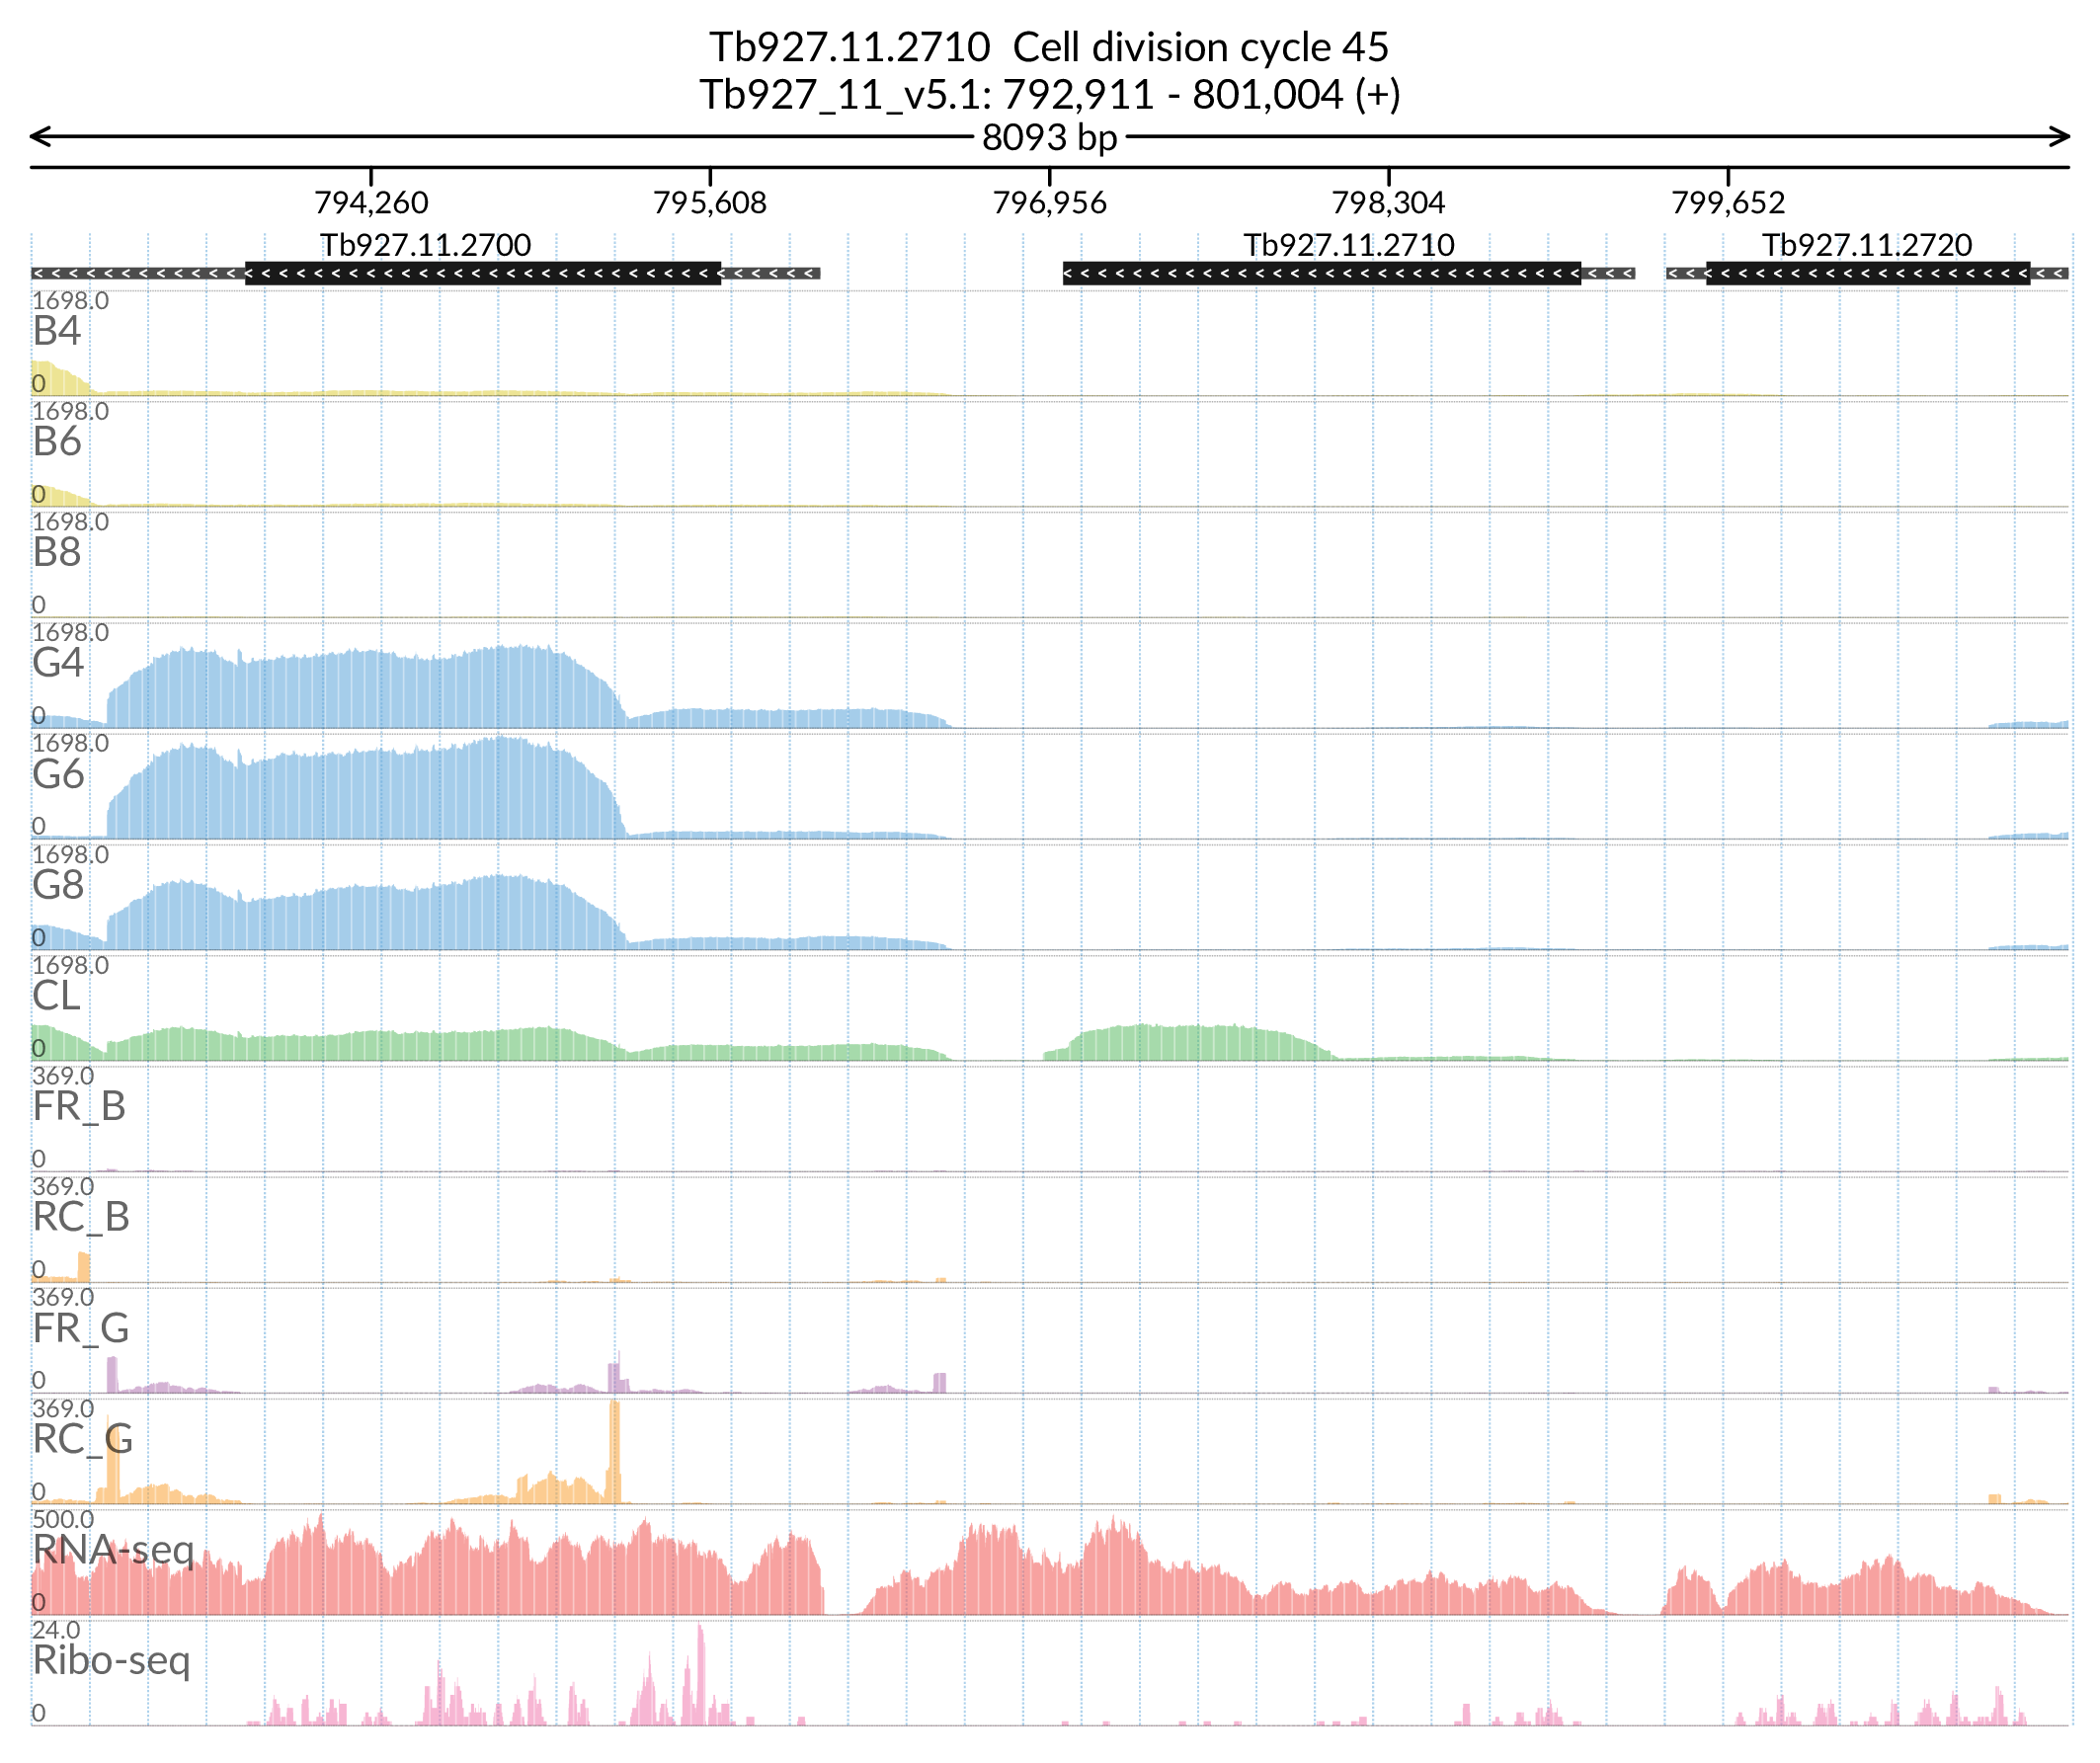 Tb927.11.2710  Cell division cycle 45
Tb927_11_v5.1: 792,911 - 801,004 (+)
8093 bp
794,260 795,608 796,956 798,304 799,652
Tb927.11.2700 Tb927.11.2710 Tb927.11.2720
1698.0
B4
0
1698.0
B6
0
1698.0
B8
0
1698.0
G4
0
1698.0
G6
0
1698.0
G8
0
1698.0
CL
0
369.0
FR_B
0
369.0
RC_B
0
369.0
FR_G
0
369.0
RC_G
0
500.0
RNA-seq
0
24.0
Ribo-seq
0